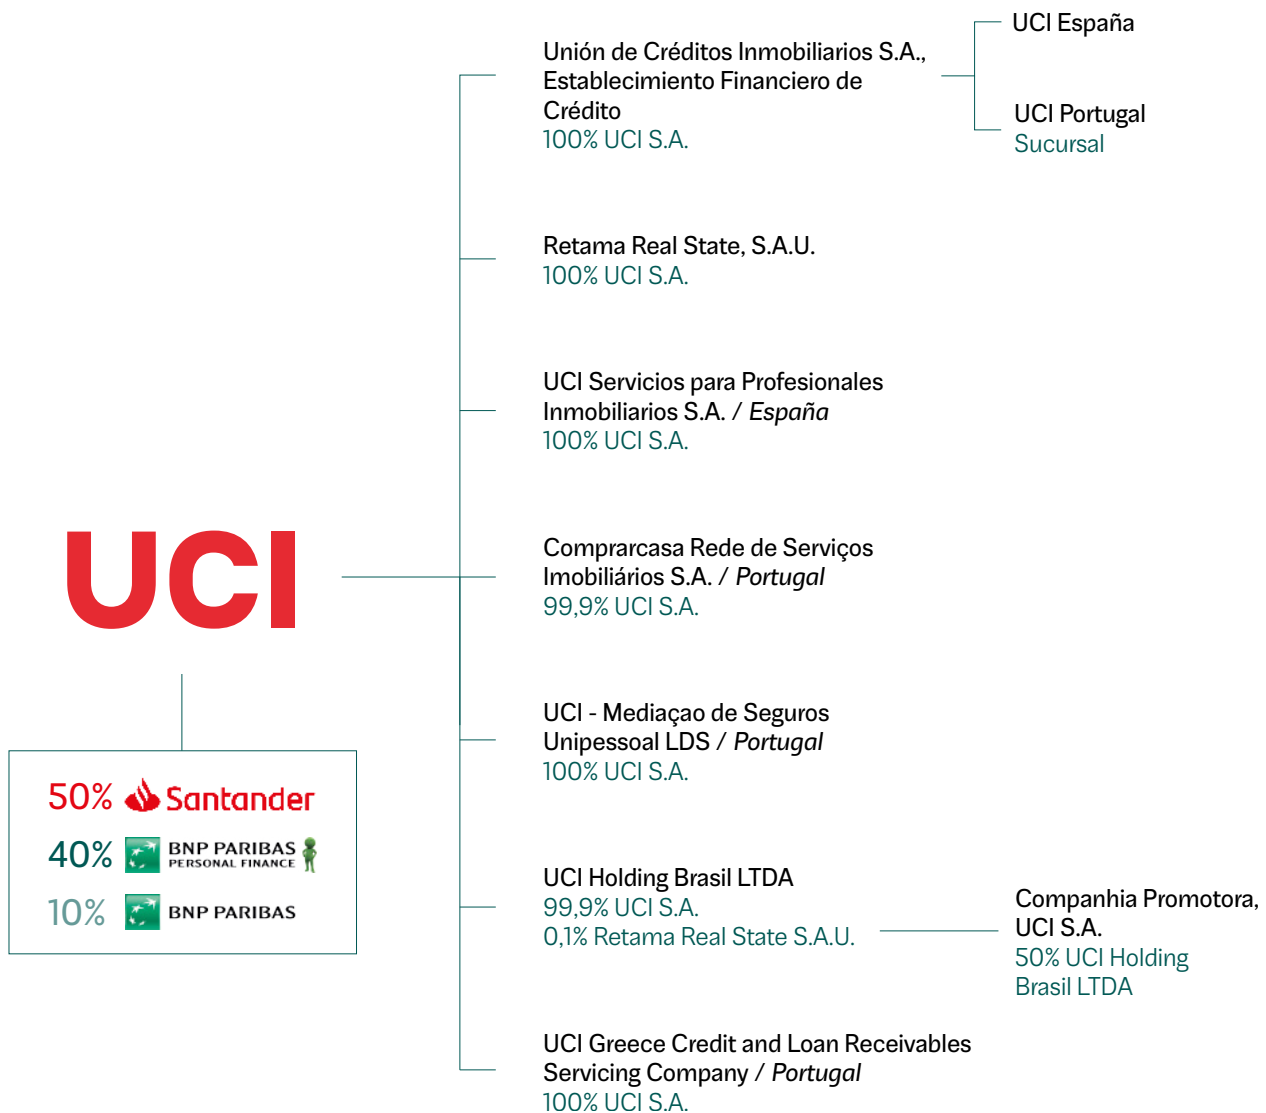 UCI
50% Santander
40% BNP PARIBAS
PERSONAL FINANCE
10% BNP PARIBAS
Unión de Créditos Inmobiliarios S.A.,
Establecimiento Financiero de
Crédito
100% UCI S.A.
UCI España
UCI Portugal
Sucursal
Retama Real State, S.A.U.
100% UCI S.A.
UCI Servicios para Profesionales
Inmobiliarios S.A. / España
100% UCI S.A.
Comprarcasa Rede de Serviços
Imobiliários S.A. / Portugal
99,9% UCI S.A.
UCI - Mediaçao de Seguros
Unipessoal LDS / Portugal
100% UCI S.A.
UCI Holding Brasil LTDA
99,9% UCI S.A.
0,1% Retama Real State S.A.U.
Companhia Promotora,
UCI S.A.
50% UCI Holding
Brasil LTDA
UCI Greece Credit and Loan Receivables
Servicing Company / Portugal
100% UCI S.A.